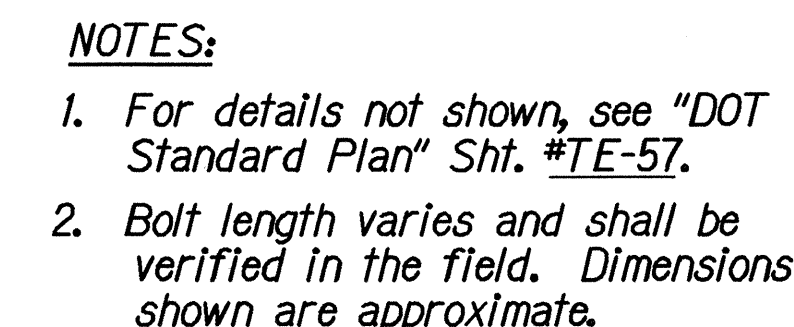 NOTES:
1. For details not shown, see "DOT
Standard Plan" Sht. #TE-57.
2. Bolt length varies and shall be
verified in the field. Dimensions
shown are approximate.